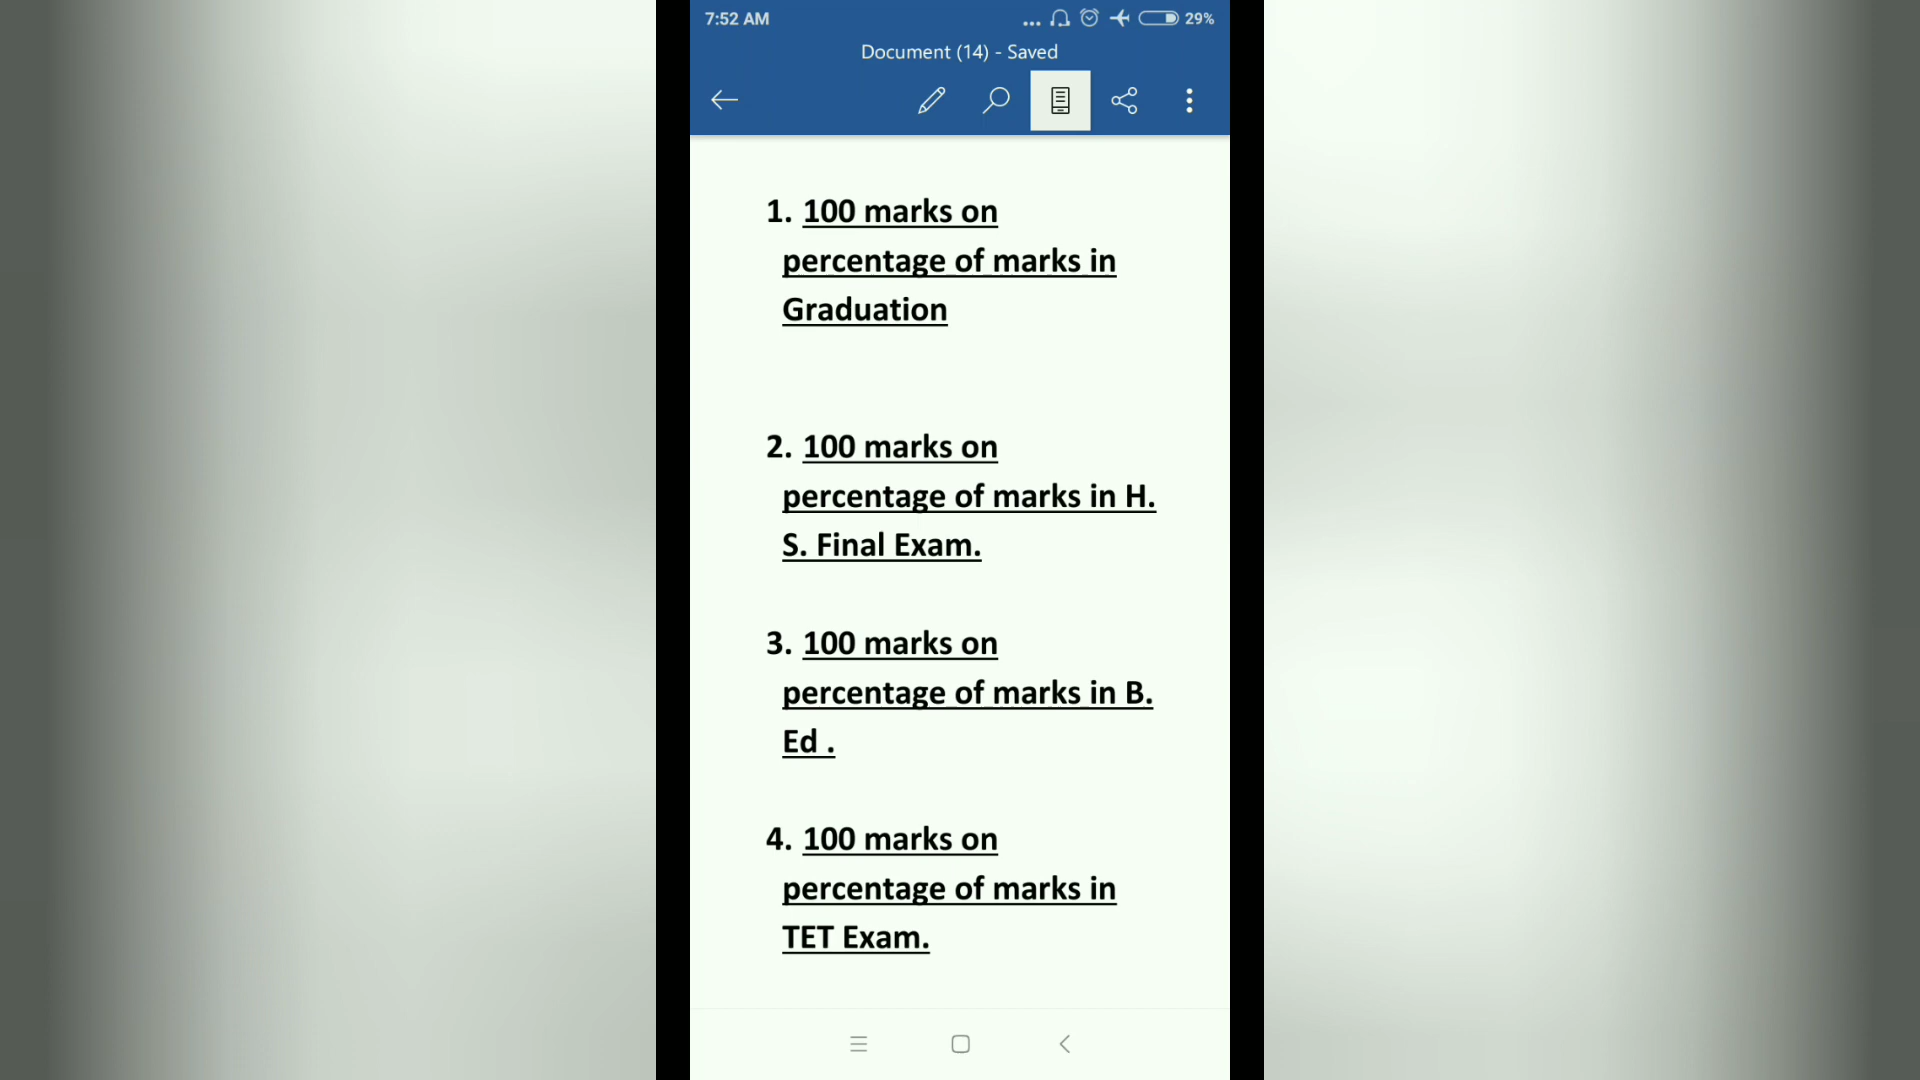 7:52 AM
... 29%
Document (14) - Saved
1. 100 marks on
percentage of marks in
Graduation
2. 100 marks on
percentage of marks in H.
S. Final Exam.
3. 100 marks on
percentage of marks in B.
Ed .
4. 100 marks on
percentage of marks in
TET Exam.